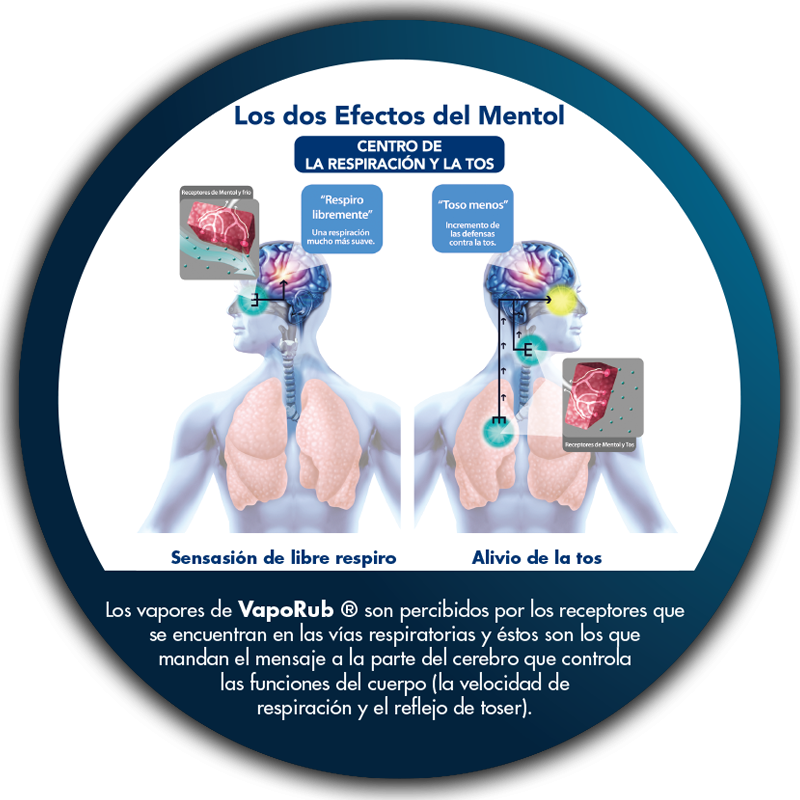 Los dos Efectos del Mentol
CENTRO DE
LA RESPIRACIÓN Y LA TOS
Receptores de Mentol y Frío
"Respiro
libremente"
Una respiración
mucho más suave.
"Toso menos"
Incremento de
las defensas
contra la tos.
Receptores de Mentol y Tos
Sensasión de libre respiro
Alivio de la tos
Los vapores de VapoRub ® son percibidos por los receptores que
se encuentran en las vías respiratorias y éstos son los que
mandan el mensaje a la parte del cerebro que controla
las funciones del cuerpo (la velocidad de
respiración y el reflejo de toser).